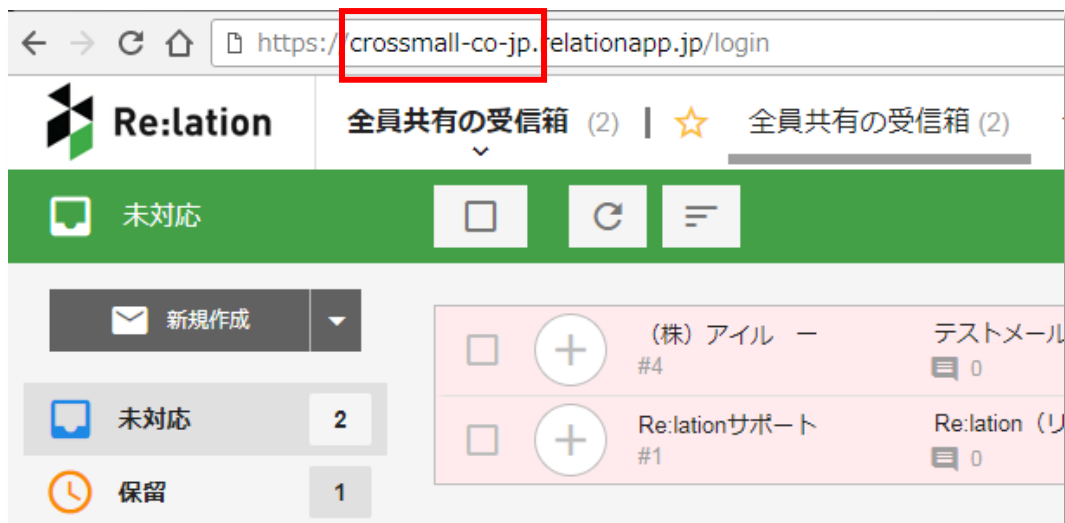 https://crossmall-co-jp.relationapp.jp/login
Re:lation 全員共有の受信箱 (2) | 全員共有の受信箱 (2)
未対応
新規作成
（株）アイル ー テストメール
#4 0
未対応 2
Re:lationサポート Re:lation（リ
#1 0
保留 1